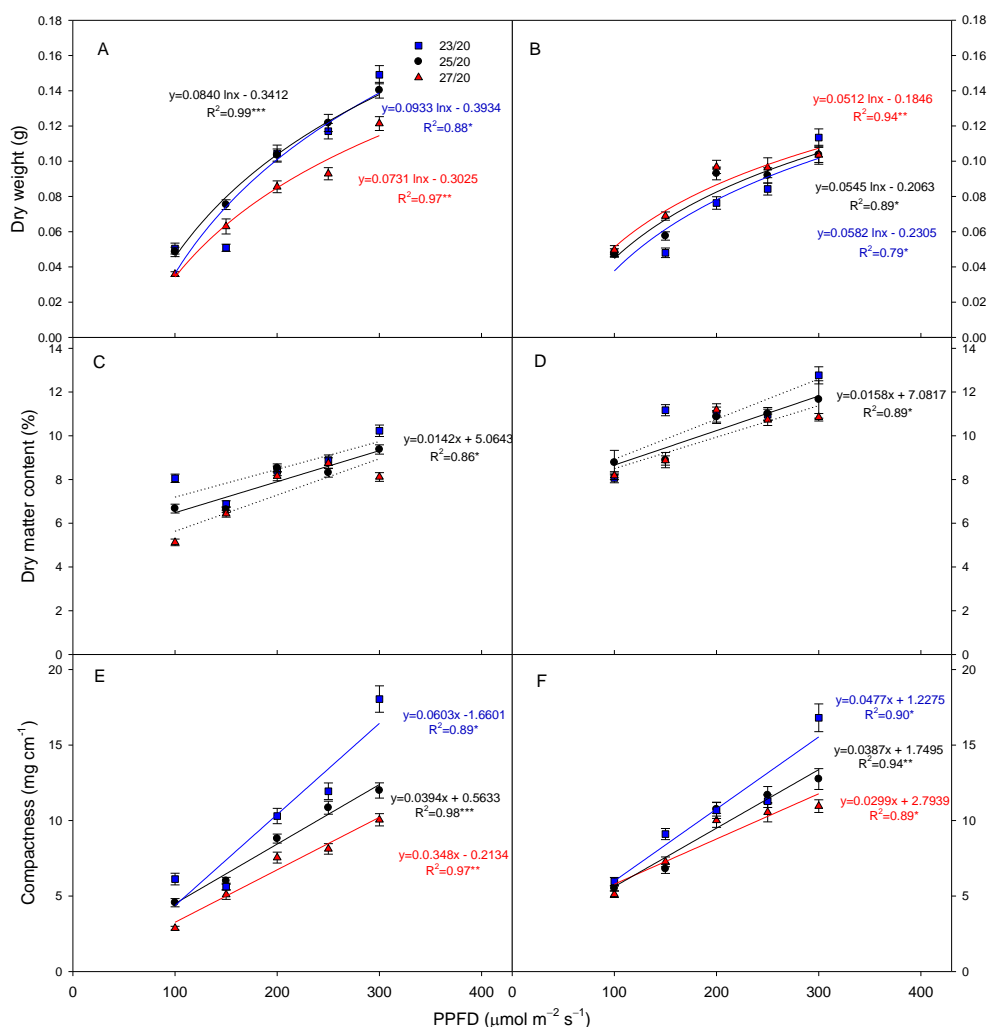 A
23/20
25/20
27/20
y=0.0840 lnx - 0.3412
R²=0.99***
y=0.0933 lnx - 0.3934
R²=0.88*
y=0.0731 lnx - 0.3025
R²=0.97**
Dry weight (g)
0.18
0.16
0.14
0.12
0.10
0.08
0.06
0.04
0.02
0.00
B
y=0.0512 lnx - 0.1846
R²=0.94**
y=0.0545 lnx - 0.2063
R²=0.89*
y=0.0582 lnx - 0.2305
R²=0.79*
0.18
0.16
0.14
0.12
0.10
0.08
0.06
0.04
0.02
0.00
C
y=0.0142x + 5.0643
R²=0.86*
Dry matter content (%)
14
12
10
8
6
4
2
0
D
y=0.0158x + 7.0817
R²=0.89*
14
12
10
8
6
4
2
0
E
y=0.0603x -1.6601
R²=0.89*
y=0.0394x + 0.5633
R²=0.98***
y=0.0.348x - 0.2134
R²=0.97**
Compactness (mg cm⁻¹)
20
15
10
5
0
F
y=0.0477x + 1.2275
R²=0.90*
y=0.0387x + 1.7495
R²=0.94**
y=0.0299x + 2.7939
R²=0.89*
20
15
10
5
0
0 100 200 300 0 100 200 300
PPFD (μmol m⁻² s⁻¹)